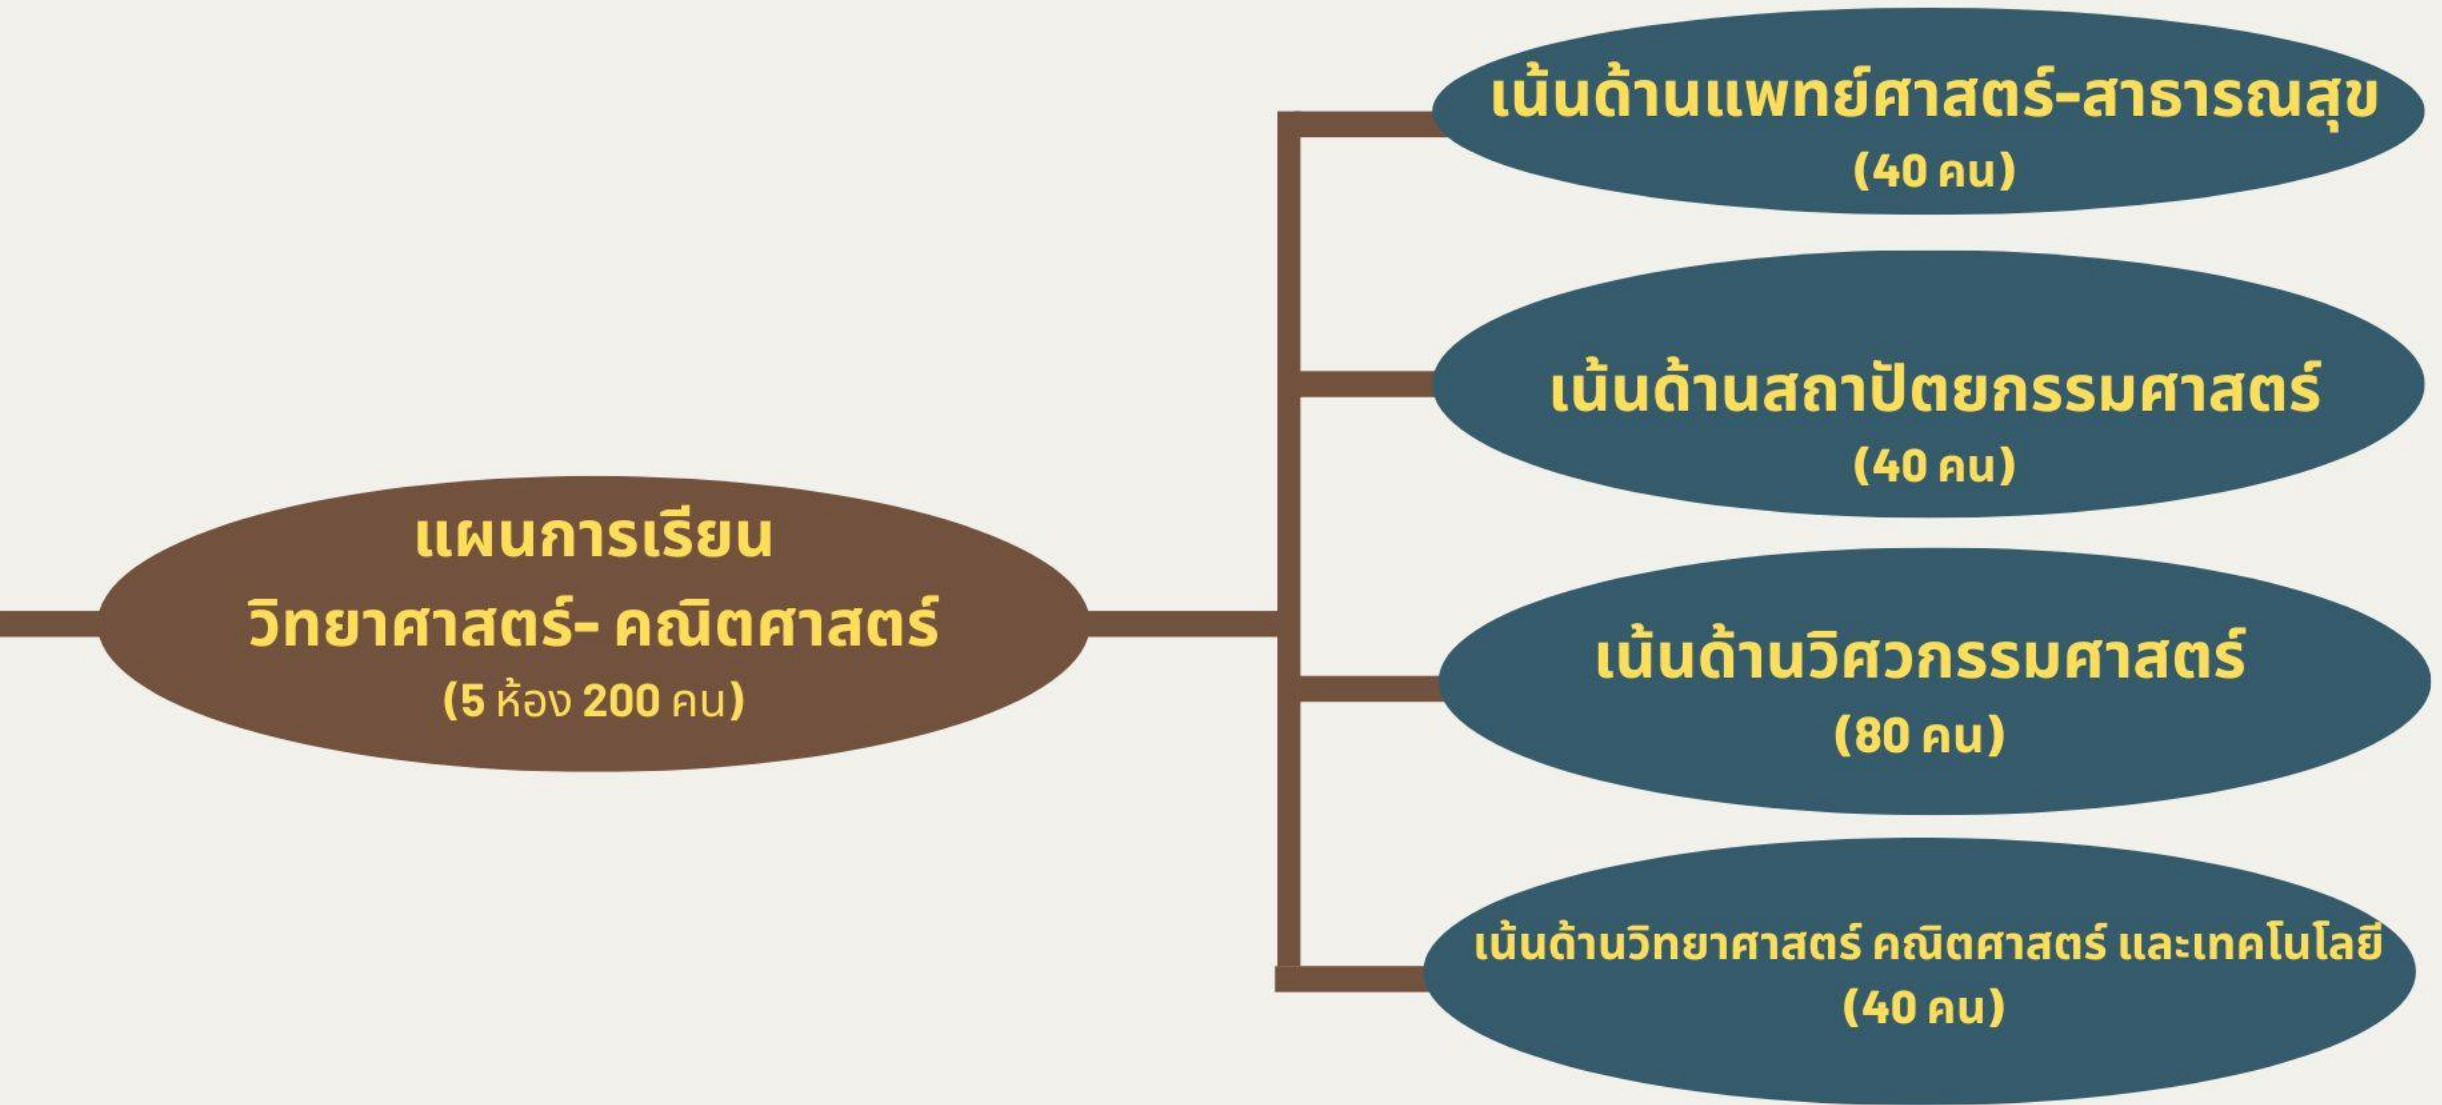 แผนการเรียน
วิทยาศาสตร์- คณิตศาสตร์
(5 ห้อง 200 คน)
เน้นด้านแพทย์ศาสตร์-สาธารณสุข
(40 คน)
เน้นด้านสถาปัตยกรรมศาสตร์
(40 คน)
เน้นด้านวิศวกรรมศาสตร์
(80 คน)
เน้นด้านวิทยาศาสตร์ คณิตศาสตร์ และเทคโนโลยี
(40 คน)